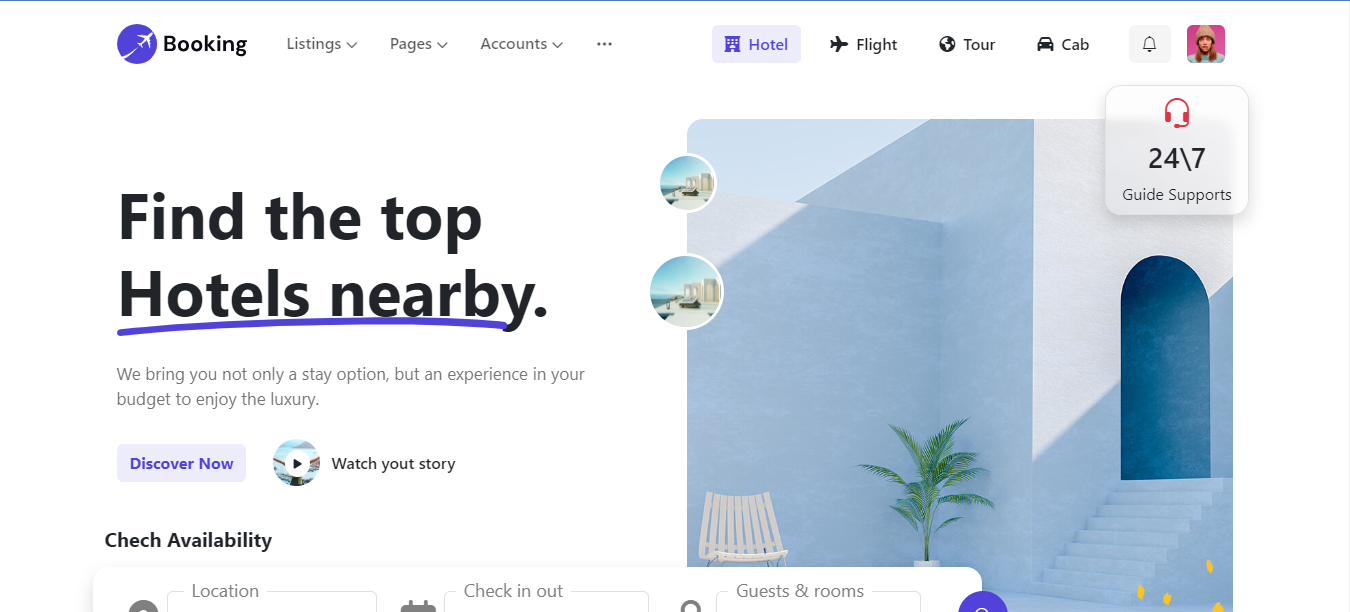 Booking
Listings
Pages
Accounts
Hotel
Flight
Tour
Cab
24\7
Guide Supports
Find the top
Hotels nearby.
We bring you not only a stay option, but an experience in your
budget to enjoy the luxury.
Discover Now
Watch yout story
Chech Availability
Location
Check in out
Guests & rooms